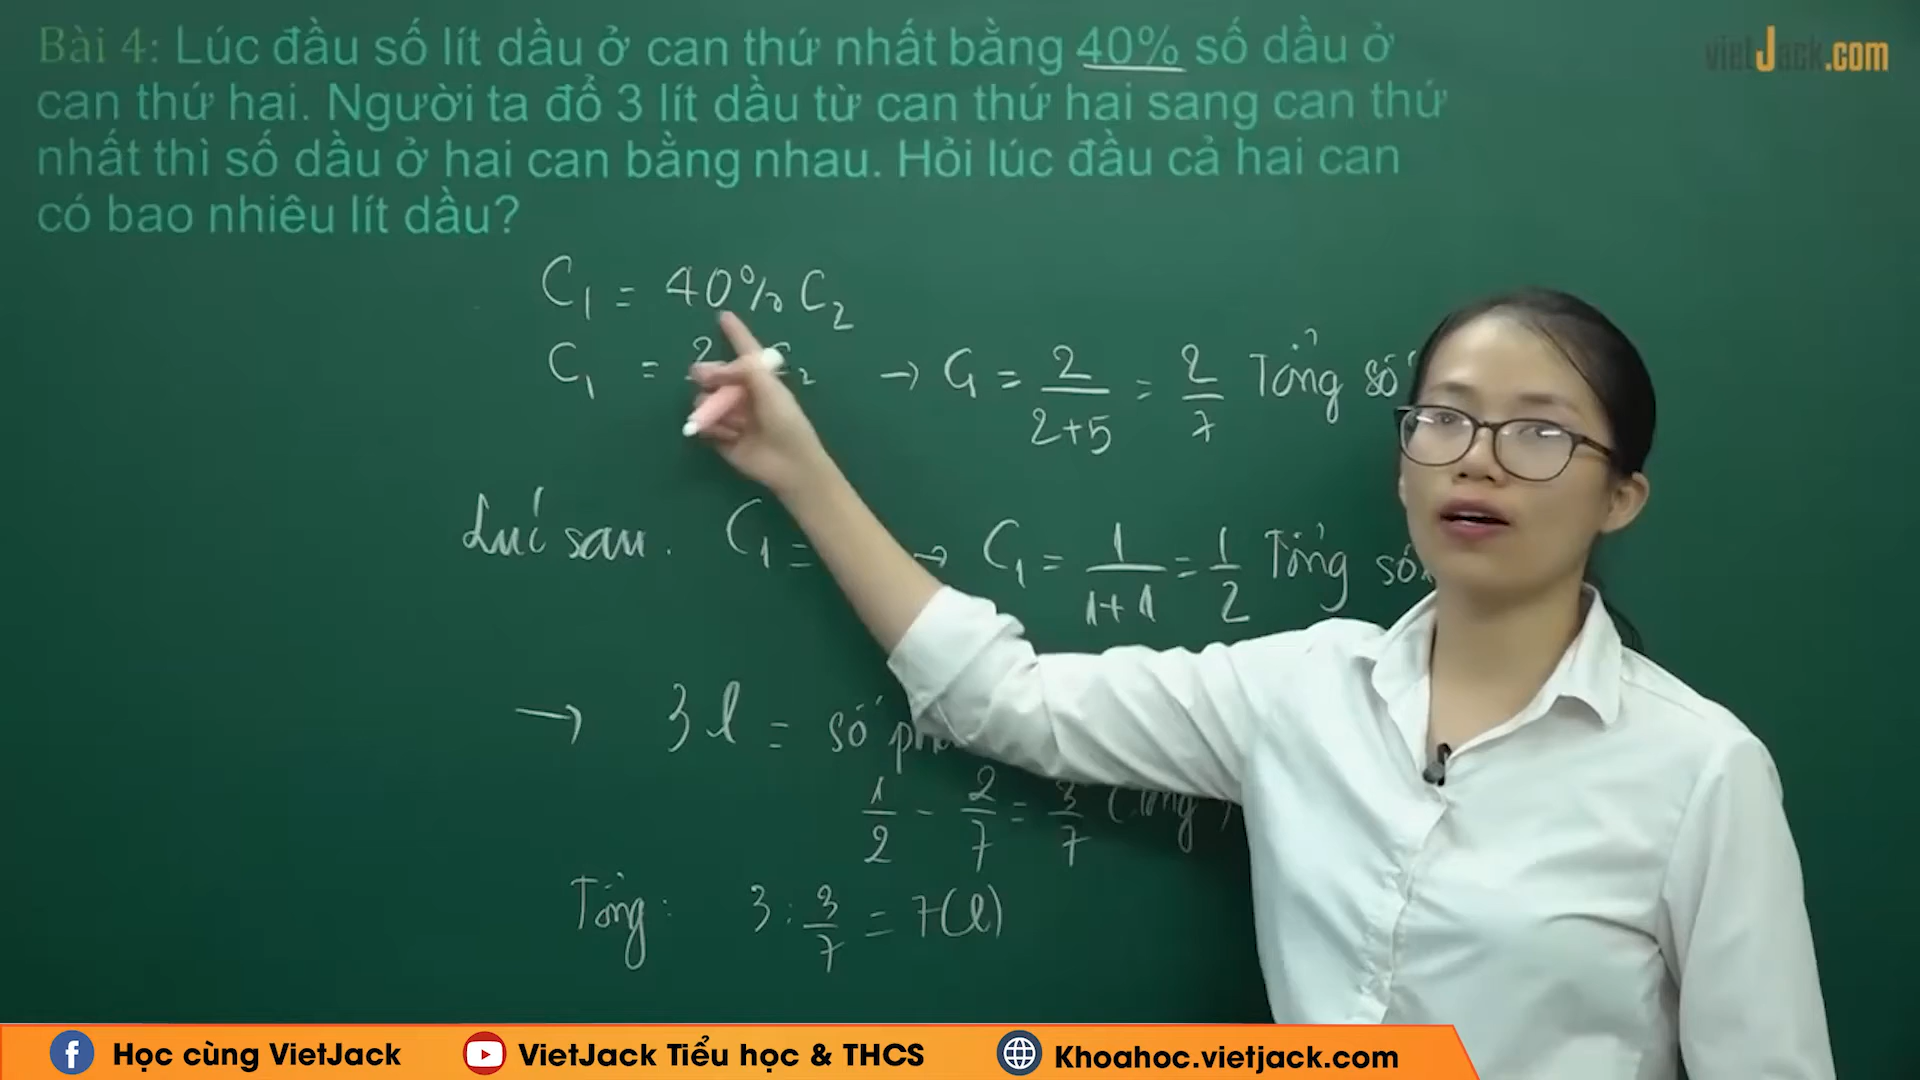 Bài 4: Lúc đầu số lít dầu ở can thứ nhất bằng 40% số dầu ở
can thứ hai. Người ta đổ 3 lít dầu từ can thứ hai sang can thứ
nhất thì số dầu ở hai can bằng nhau. Hỏi lúc đầu cả hai can
có bao nhiêu lít dầu?
vietJack.com
C₁ = 40% C₂
C₁ = 2 C₂ → C₁ = 2/(2+5) = 2/7 Tổng số
Lúc sau. C₁ = → C₁ = 1/(1+1) = 1/2 Tổng số
→ 3l = số
1/2 - 2/7 = 3/7 (Tổng)
Tổng: 3 : 3/7 = 7(l)
Học cùng VietJack
VietJack Tiểu học & THCS
Khoahoc.vietjack.com